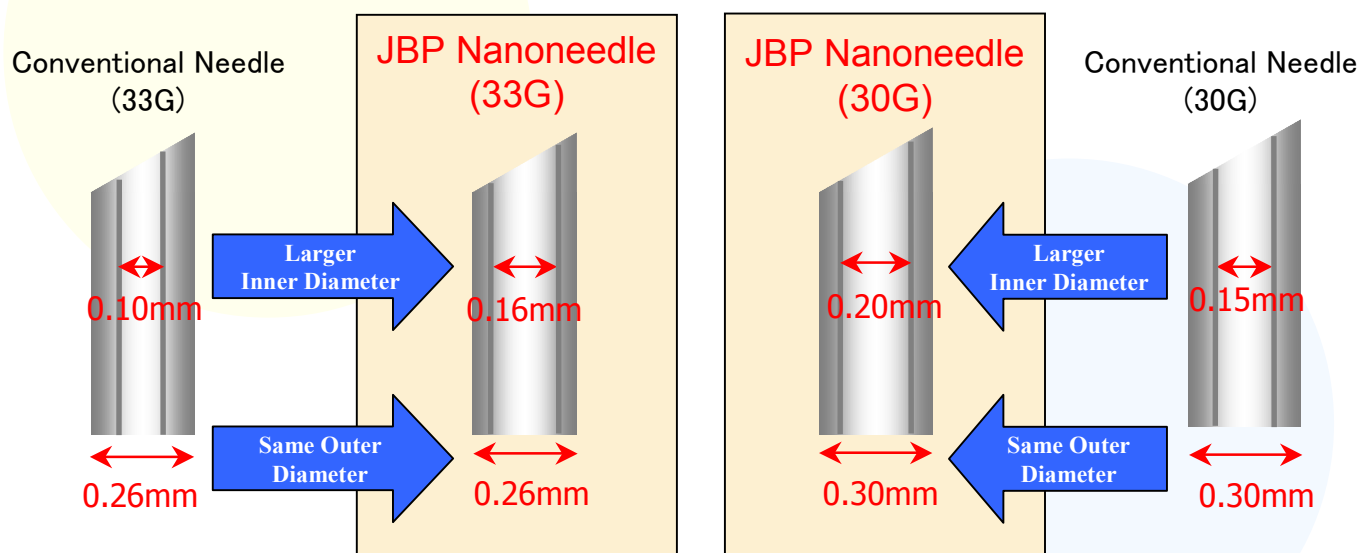 Conventional Needle
(33G)
JBP Nanoneedle
(33G)
JBP Nanoneedle
(30G)
Conventional Needle
(30G)
Larger
Inner Diameter
Larger
Inner Diameter
0.10mm
0.16mm
0.20mm
0.15mm
Same Outer
Diameter
Same Outer
Diameter
0.26mm
0.26mm
0.30mm
0.30mm